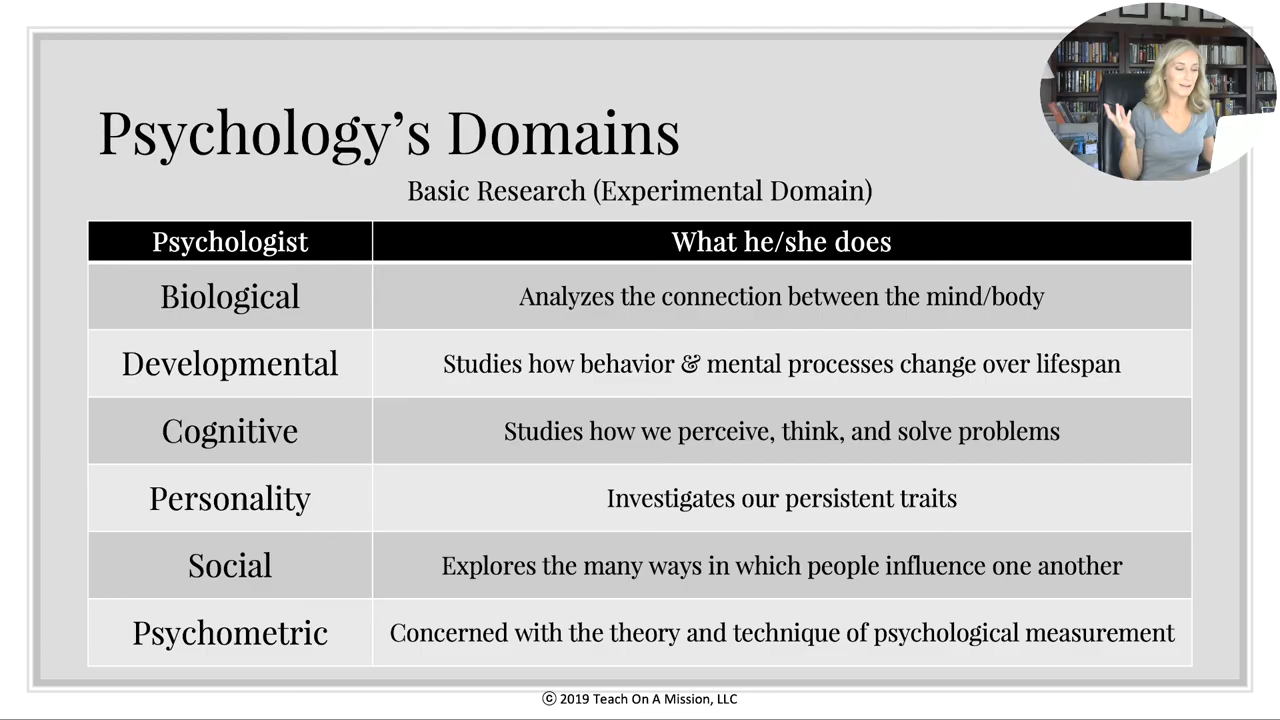 Psychology’s Domains
Basic Research (Experimental Domain)
Psychologist What he/she does
Biological Analyzes the connection between the mind/body
Developmental Studies how behavior & mental processes change over lifespan
Cognitive Studies how we perceive, think, and solve problems
Personality Investigates our persistent traits
Social Explores the many ways in which people influence one another
Psychometric Concerned with the theory and technique of psychological measurement
© 2019 Teach On A Mission, LLC